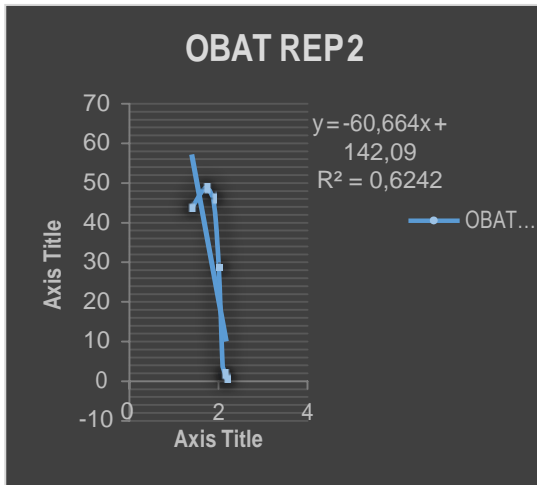 OBAT REP2
70
60
50
40
30
20
10
0
-10
0
2
4
Axis Title
Axis Title
y = -60,664x +
142,09
R² = 0,6242
OBAT...